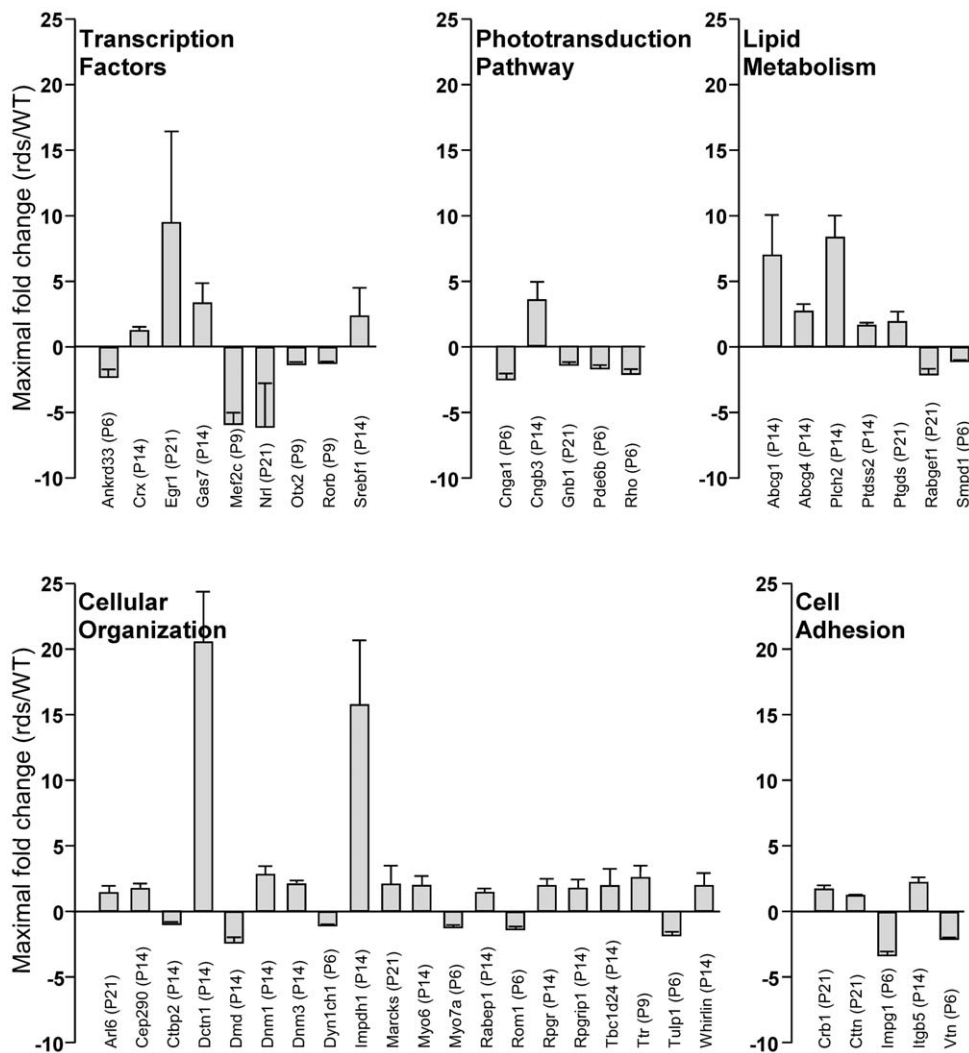 Transcription
Factors
Phototransduction
Pathway
Lipid
Metabolism
Maximal fold change (rds/WT)
25
20
15
10
5
0
-5
-10
Ankrd33 (P6)
Crx (P14)
Egr1 (P21)
Gas7 (P14)
Mef2c (P9)
Nrl (P21)
Otx2 (P9)
Rorb (P9)
Srebf1 (P14)
25
20
15
10
5
0
-5
-10
Cnga1 (P6)
Cngb3 (P14)
Gnb1 (P21)
Pde6b (P6)
Rho (P6)
25
20
15
10
5
0
-5
-10
Abcg1 (P14)
Abcg4 (P14)
Plch2 (P14)
Ptdss2 (P14)
Ptgds (P21)
Rabgef1 (P21)
Smpd1 (P6)
Cellular
Organization
Cell
Adhesion
Maximal fold change (rds/WT)
25
20
15
10
5
0
-5
-10
Arl6 (P21)
Cep290 (P14)
Ctbp2 (P14)
Dctn1 (P14)
Dmd (P14)
Dnm1 (P14)
Dnm3 (P14)
Dyn1ch1 (P6)
Impdh1 (P14)
Marcks (P21)
Myo6 (P14)
Myo7a (P6)
Rabep1 (P14)
Rom1 (P6)
Rpgr (P14)
Rpgrip1 (P14)
Tbc1d24 (P14)
Ttr (P9)
Tulp1 (P6)
Whirlin (P14)
25
20
15
10
5
0
-5
-10
Crb1 (P21)
Cttn (P21)
Impg1 (P6)
Itgb5 (P14)
Vtn (P6)